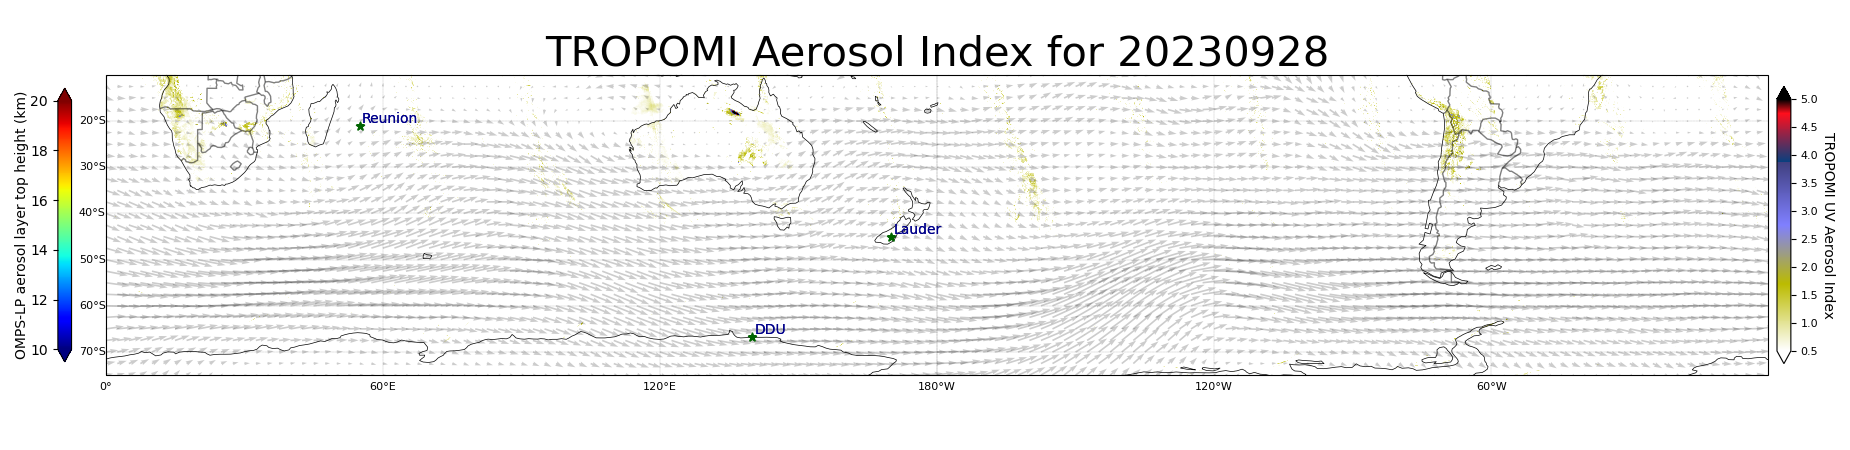 TROPOMI Aerosol Index for 20230928
OMPS-LP aerosol layer top height (km)
20
18
16
14
12
10
20°S
30°S
40°S
50°S
60°S
70°S
0°
60°E
120°E
180°W
120°W
60°W
Reunion
Lauder
DDU
5.0
4.5
4.0
3.5
3.0
2.5
2.0
1.5
1.0
0.5
TROPOMI UV Aerosol Index